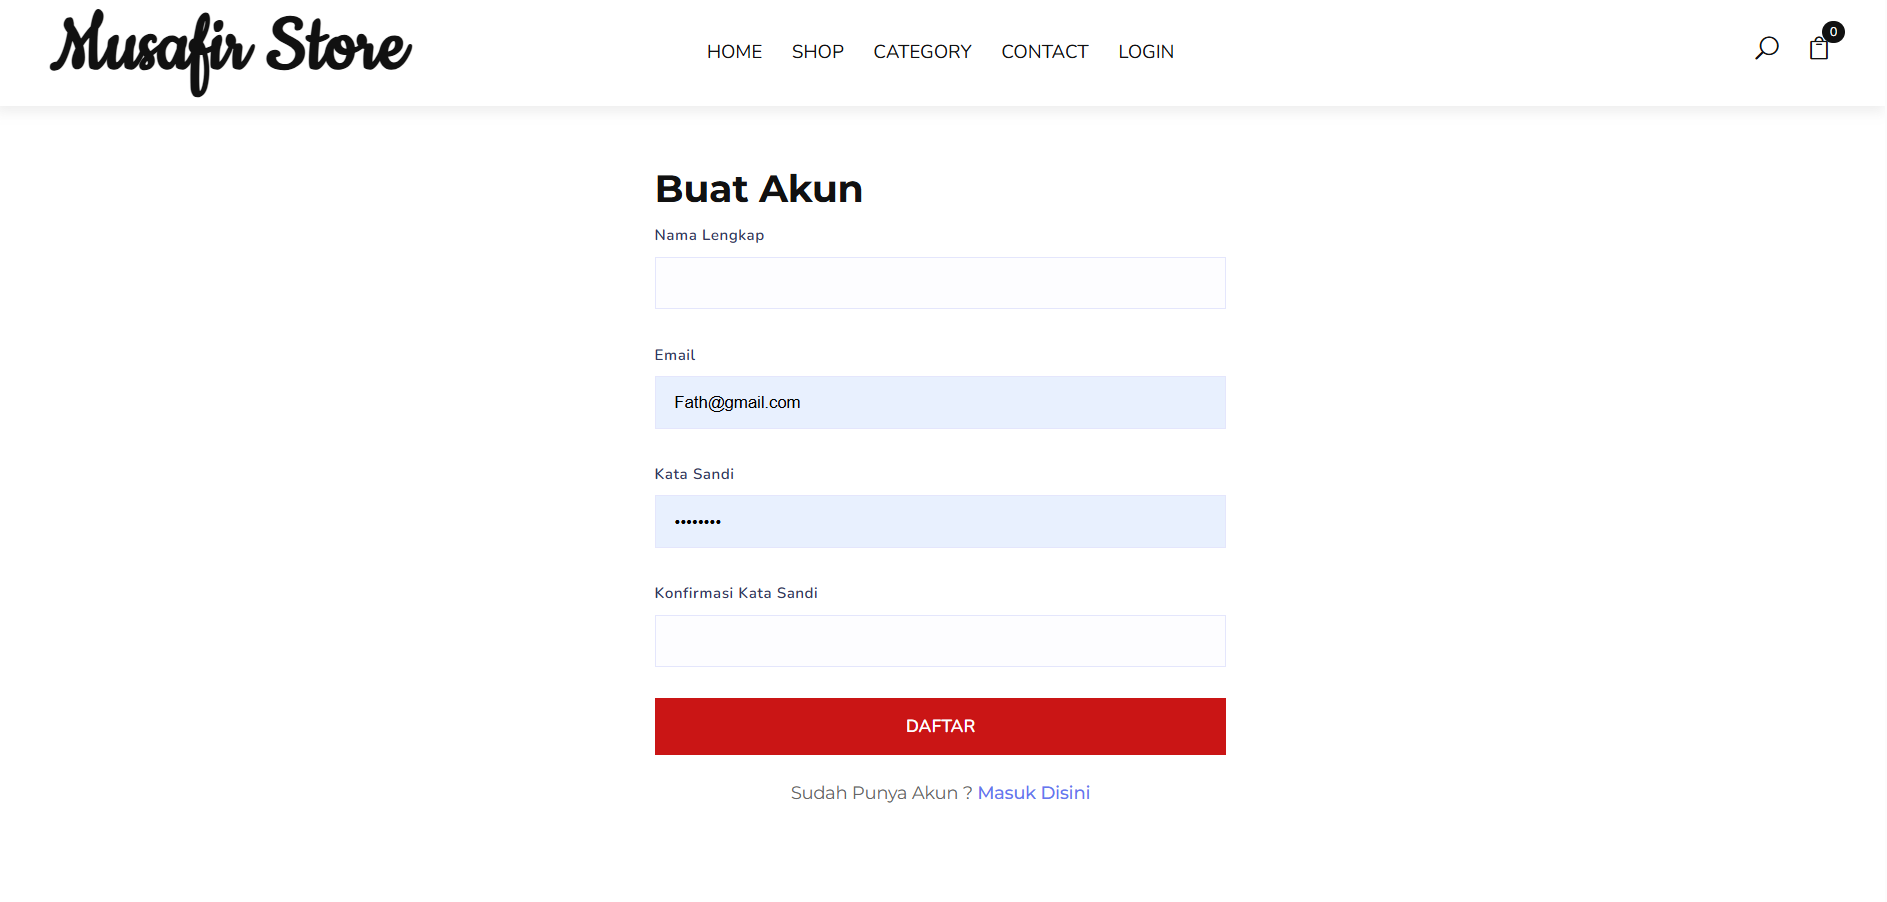 Musafir Store
HOME SHOP CATEGORY CONTACT LOGIN
0
Buat Akun
Nama Lengkap
Email
Fath@gmail.com
Kata Sandi
••••••••
Konfirmasi Kata Sandi
DAFTAR
Sudah Punya Akun ? Masuk Disini